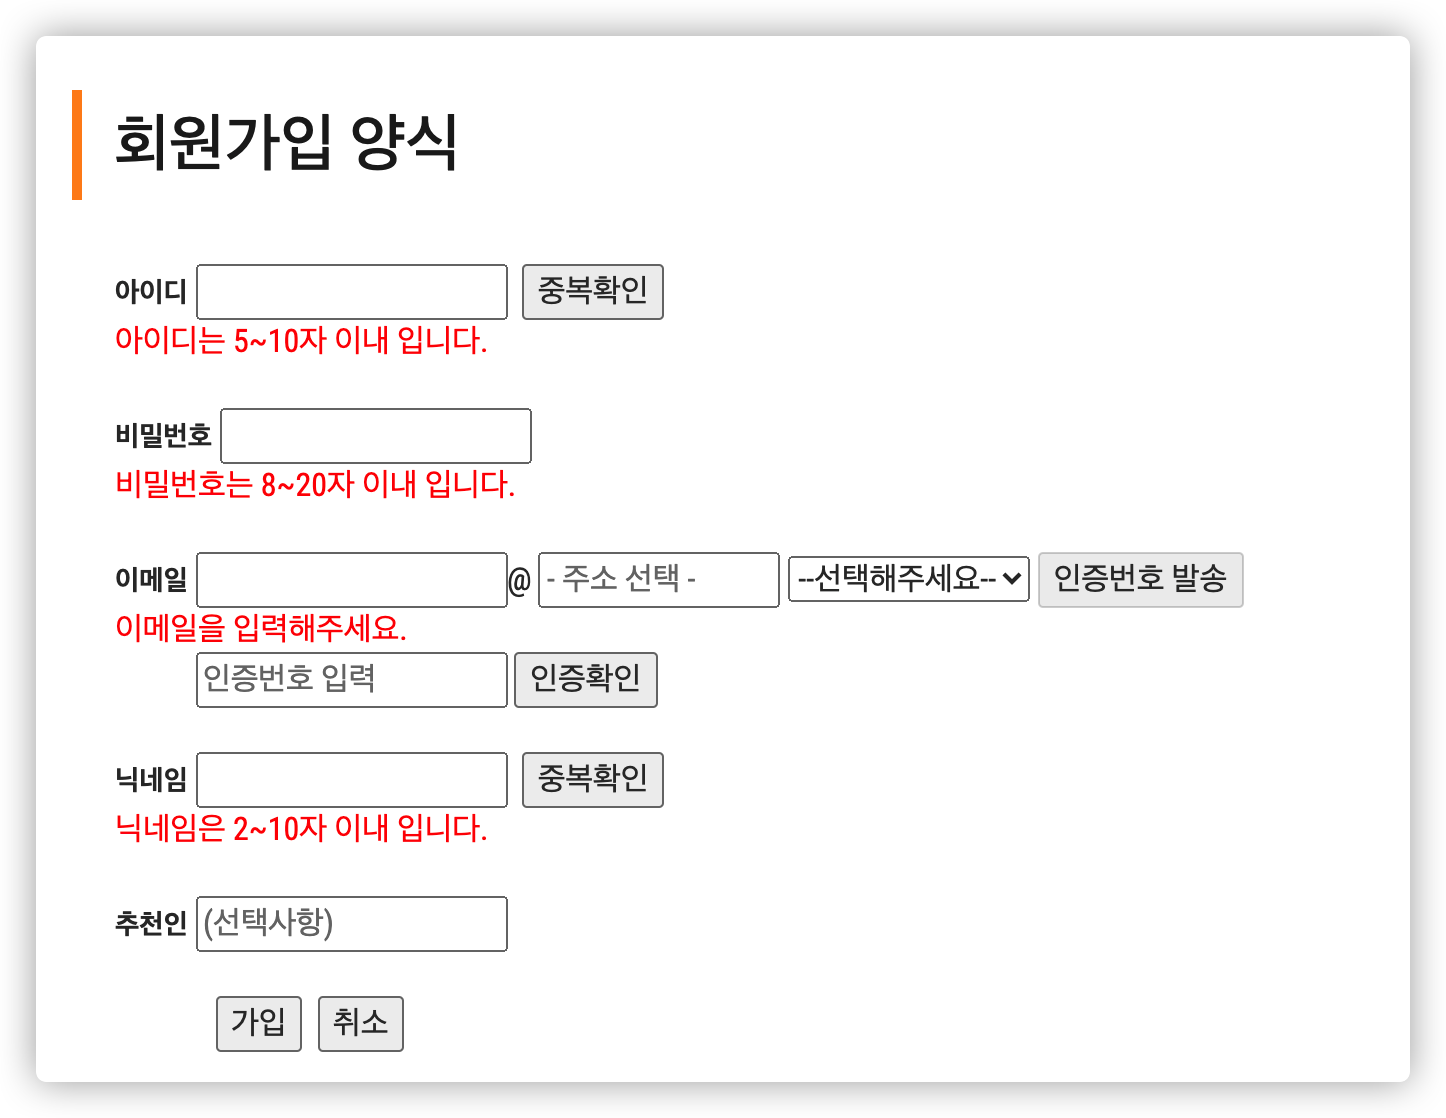 회원가입 양식
아이디 중복확인
아이디는 5~10자 이내 입니다.
비밀번호
비밀번호는 8~20자 이내 입니다.
이메일 @ - 주소 선택 - --선택해주세요-- 인증번호 발송
이메일을 입력해주세요.
인증번호 입력 인증확인
닉네임 중복확인
닉네임은 2~10자 이내 입니다.
추천인 (선택사항)
가입 취소